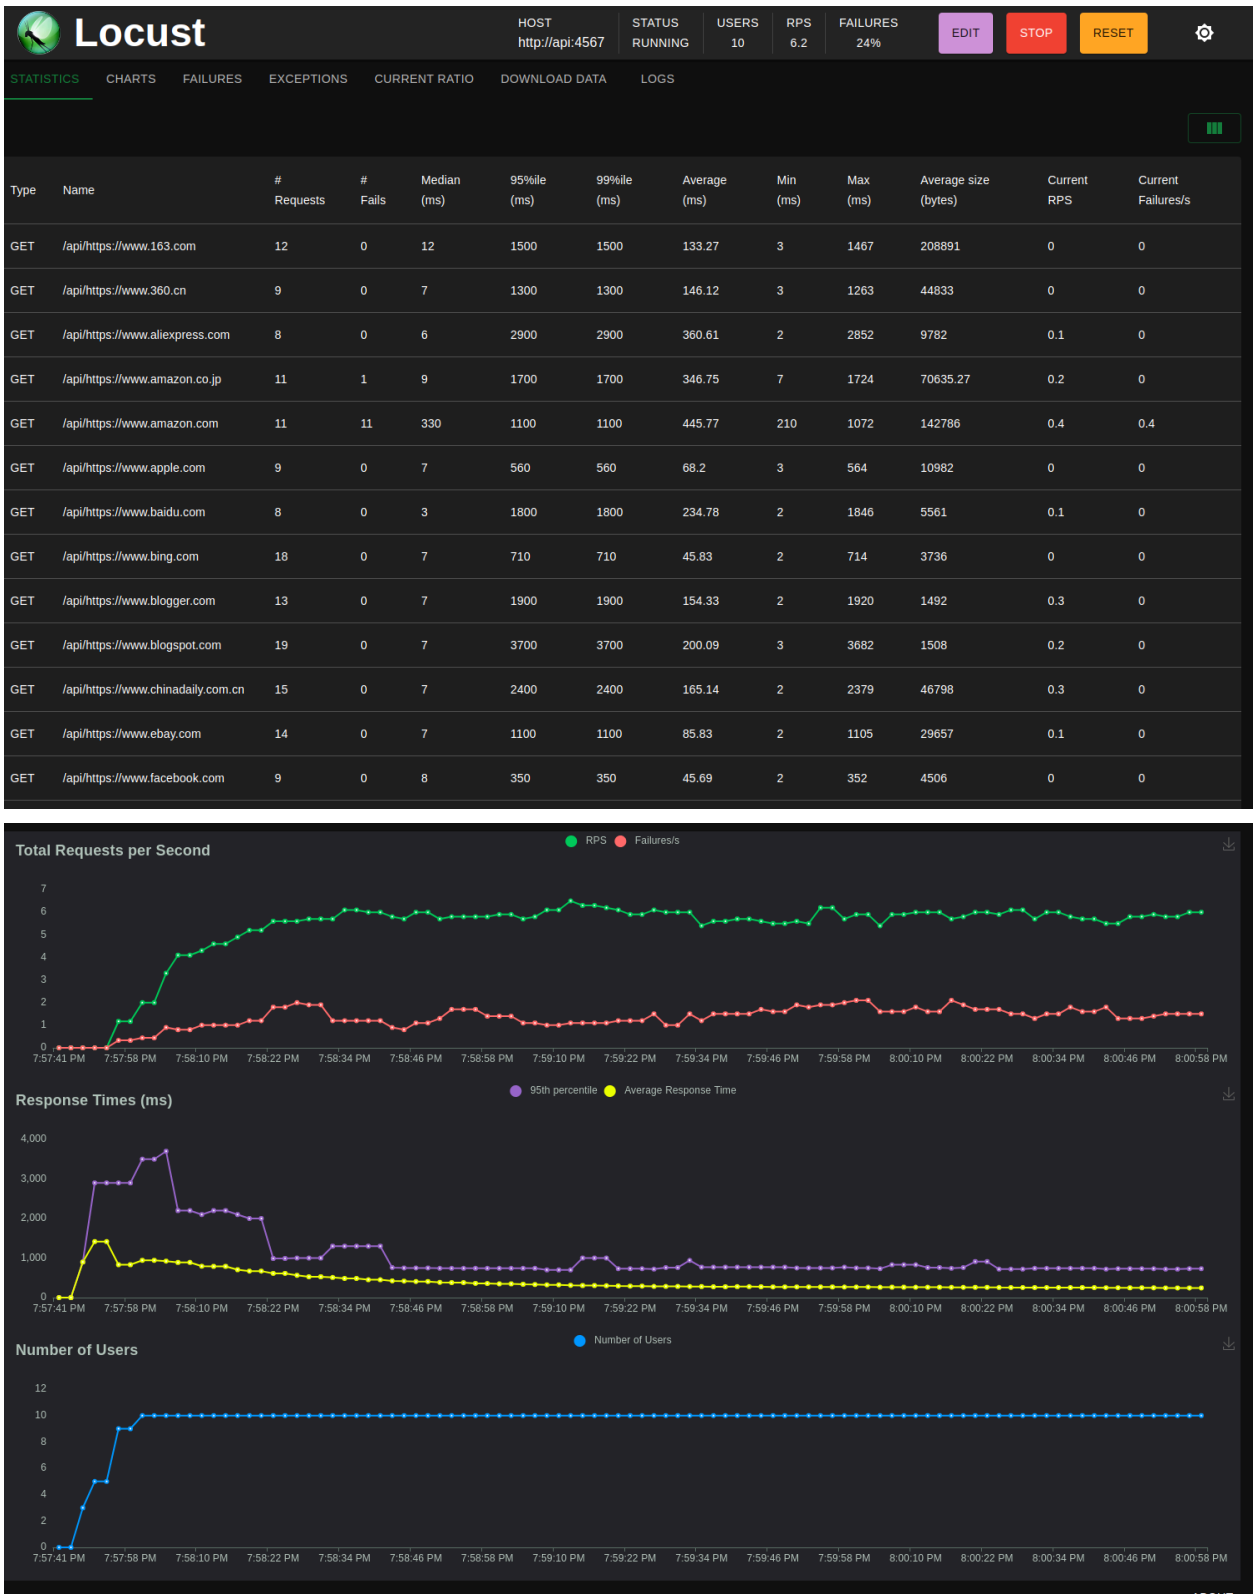 Locust
HOST
http://api:4567
STATUS
RUNNING
USERS
10
RPS
6.2
FAILURES
24%
EDIT
STOP
RESET
STATISTICS CHARTS FAILURES EXCEPTIONS CURRENT RATIO DOWNLOAD DATA LOGS
Type Name # Requests # Fails Median (ms) 95%ile (ms) 99%ile (ms) Average (ms) Min (ms) Max (ms) Average size (bytes) Current RPS Current Failures/s
GET /api/https://www.163.com 12 0 12 1500 1500 133.27 3 1467 208891 0 0
GET /api/https://www.360.cn 9 0 7 1300 1300 146.12 3 1263 44833 0 0
GET /api/https://www.aliexpress.com 8 0 6 2900 2900 360.61 2 2852 9782 0.1 0
GET /api/https://www.amazon.co.jp 11 1 9 1700 1700 346.75 7 1724 70635.27 0.2 0
GET /api/https://www.amazon.com 11 11 330 1100 1100 445.77 210 1072 142786 0.4 0.4
GET /api/https://www.apple.com 9 0 7 560 560 68.2 3 564 10982 0 0
GET /api/https://www.baidu.com 8 0 3 1800 1800 234.78 2 1846 5561 0.1 0
GET /api/https://www.bing.com 18 0 7 710 710 45.83 2 714 3736 0 0
GET /api/https://www.blogger.com 13 0 7 1900 1900 154.33 2 1920 1492 0.3 0
GET /api/https://www.blogspot.com 19 0 7 3700 3700 200.09 3 3682 1508 0.2 0
GET /api/https://www.chinadaily.com.cn 15 0 7 2400 2400 165.14 2 2379 46798 0.3 0
GET /api/https://www.ebay.com 14 0 7 1100 1100 85.83 2 1105 29657 0.1 0
GET /api/https://www.facebook.com 9 0 8 350 350 45.69 2 352 4506 0 0
Total Requests per Second
RPS Failures/s
7
6
5
4
3
2
1
0
7:57:41 PM 7:57:58 PM 7:58:10 PM 7:58:22 PM 7:58:34 PM 7:58:46 PM 7:58:58 PM 7:59:10 PM 7:59:22 PM 7:59:34 PM 7:59:46 PM 7:59:58 PM 8:00:10 PM 8:00:22 PM 8:00:34 PM 8:00:46 PM 8:00:58 PM
Response Times (ms)
95th percentile Average Response Time
4,000
3,000
2,000
1,000
0
7:57:41 PM 7:57:58 PM 7:58:10 PM 7:58:22 PM 7:58:34 PM 7:58:46 PM 7:58:58 PM 7:59:10 PM 7:59:22 PM 7:59:34 PM 7:59:46 PM 7:59:58 PM 8:00:10 PM 8:00:22 PM 8:00:34 PM 8:00:46 PM 8:00:58 PM
Number of Users
Number of Users
12
10
8
6
4
2
0
7:57:41 PM 7:57:58 PM 7:58:10 PM 7:58:22 PM 7:58:34 PM 7:58:46 PM 7:58:58 PM 7:59:10 PM 7:59:22 PM 7:59:34 PM 7:59:46 PM 7:59:58 PM 8:00:10 PM 8:00:22 PM 8:00:34 PM 8:00:46 PM 8:00:58 PM